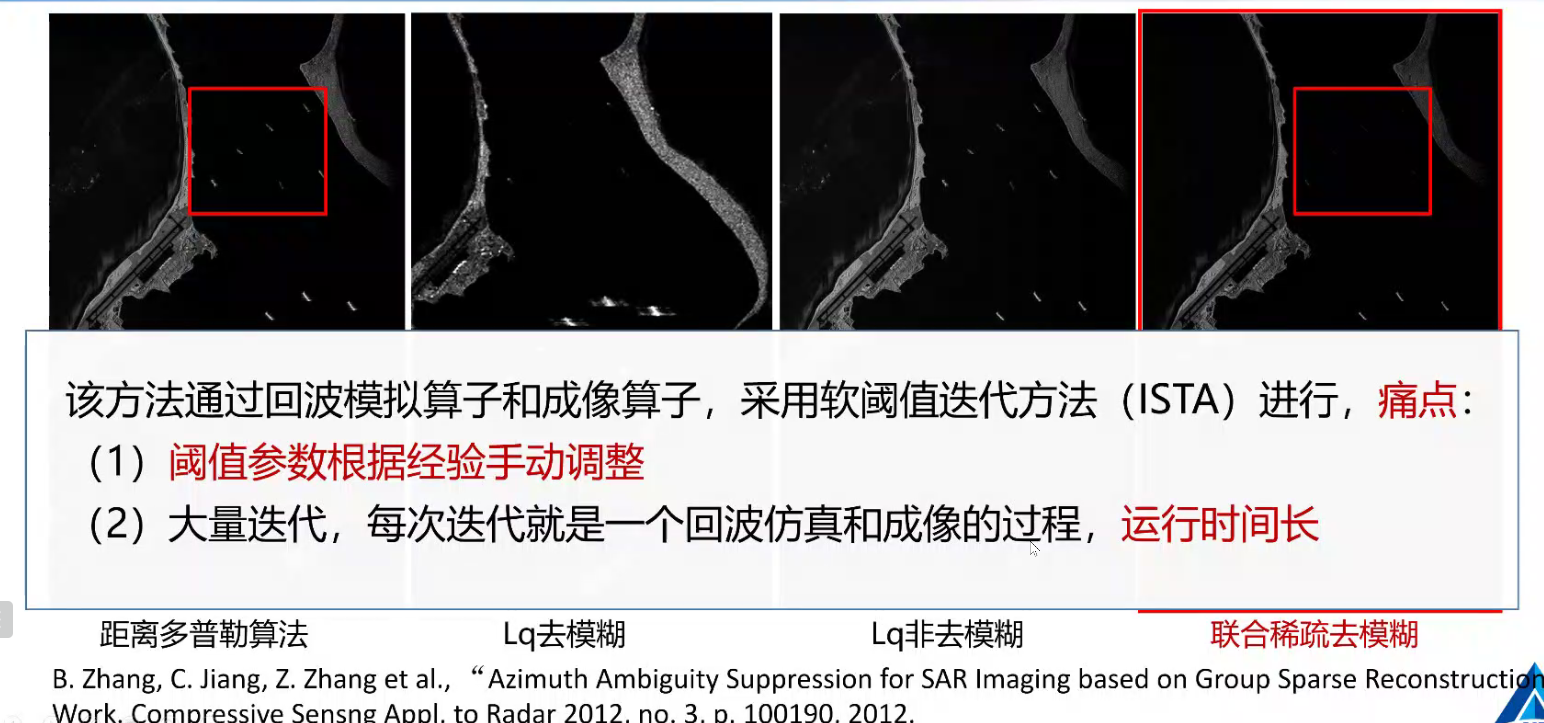 该方法通过回波模拟算子和成像算子，采用软阈值迭代方法（ISTA）进行，痛点：
（1）阈值参数根据经验手动调整
（2）大量迭代，每次迭代就是一个回波仿真和成像的过程，运行时间长
距离多普勒算法 Lq去模糊 Lq非去模糊 联合稀疏去模糊
B. Zhang, C. Jiang, Z. Zhang et al., “Azimuth Ambiguity Suppression for SAR Imaging based on Group Sparse Reconstruction
Work. Compressive Sensng Appl. to Radar 2012, no. 3, p. 100190, 2012.